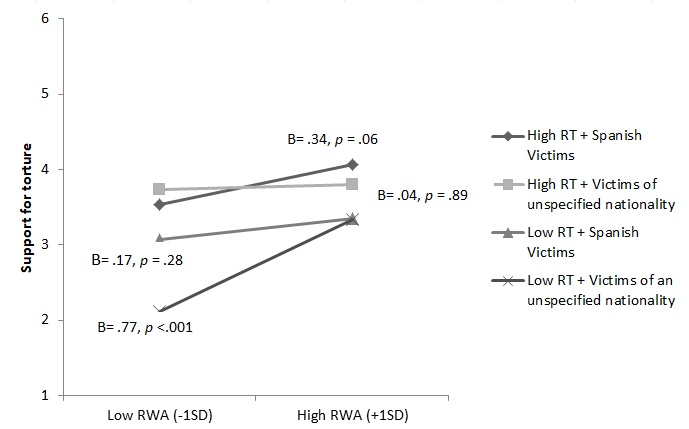 6
5
4
3
2
1
Support for torture
B= .34, p = .06
B= .04, p = .89
B= .17, p = .28
B= .77, p <.001
Low RWA (-1SD)
High RWA (+1SD)
High RT + Spanish
Victims
High RT + Victims of
unspecified nationality
Low RT + Spanish
Victims
Low RT + Victims of an
unspecified nationality